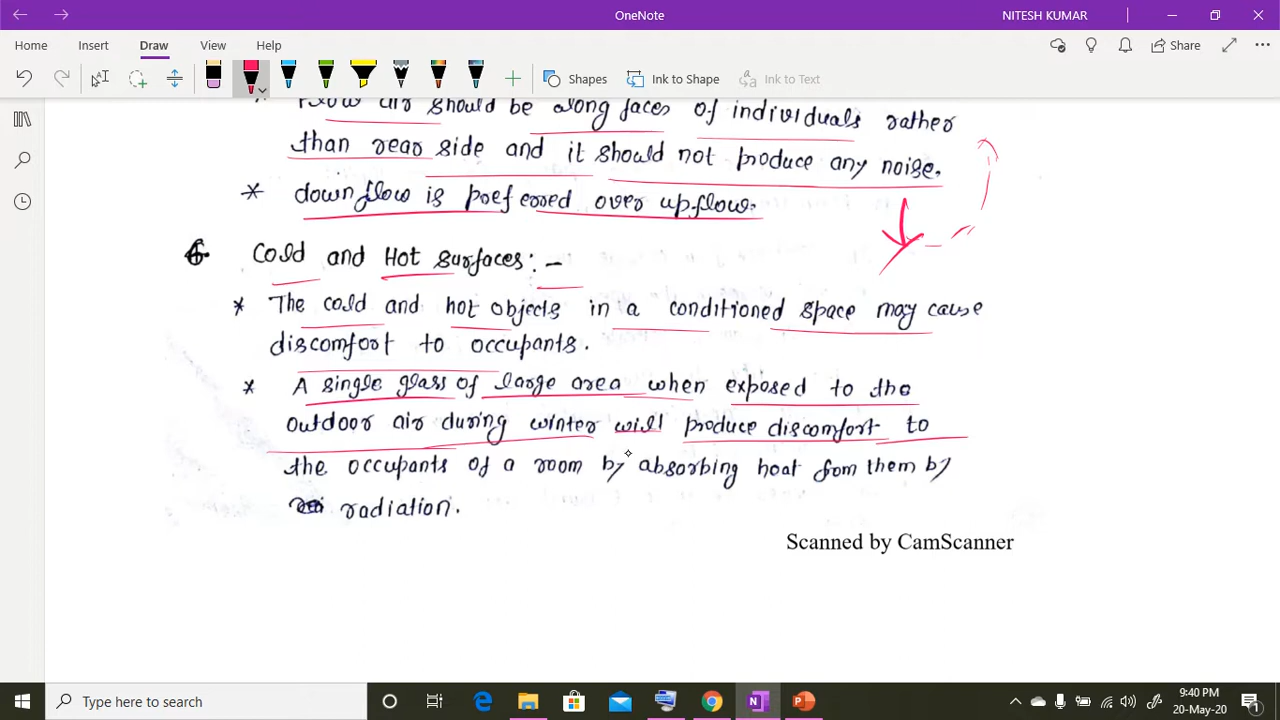 OneNote
NITESH KUMAR
Home Insert Draw View Help
Share
Shapes Ink to Shape Ink to Text
air should be along faces of individuals rather
than rear side and it should not produce any noise.
* downflow is preferred over upflow.
6 Cold and Hot surfaces:-
* The cold and hot objects in a conditioned space may cause
discomfort to occupants.
* A single glass of large area when exposed to the
outdoor air during winter will produce discomfort to
the occupants of a room by absorbing heat from them by
radiation.
Scanned by CamScanner
Type here to search
9:40 PM
20-May-20